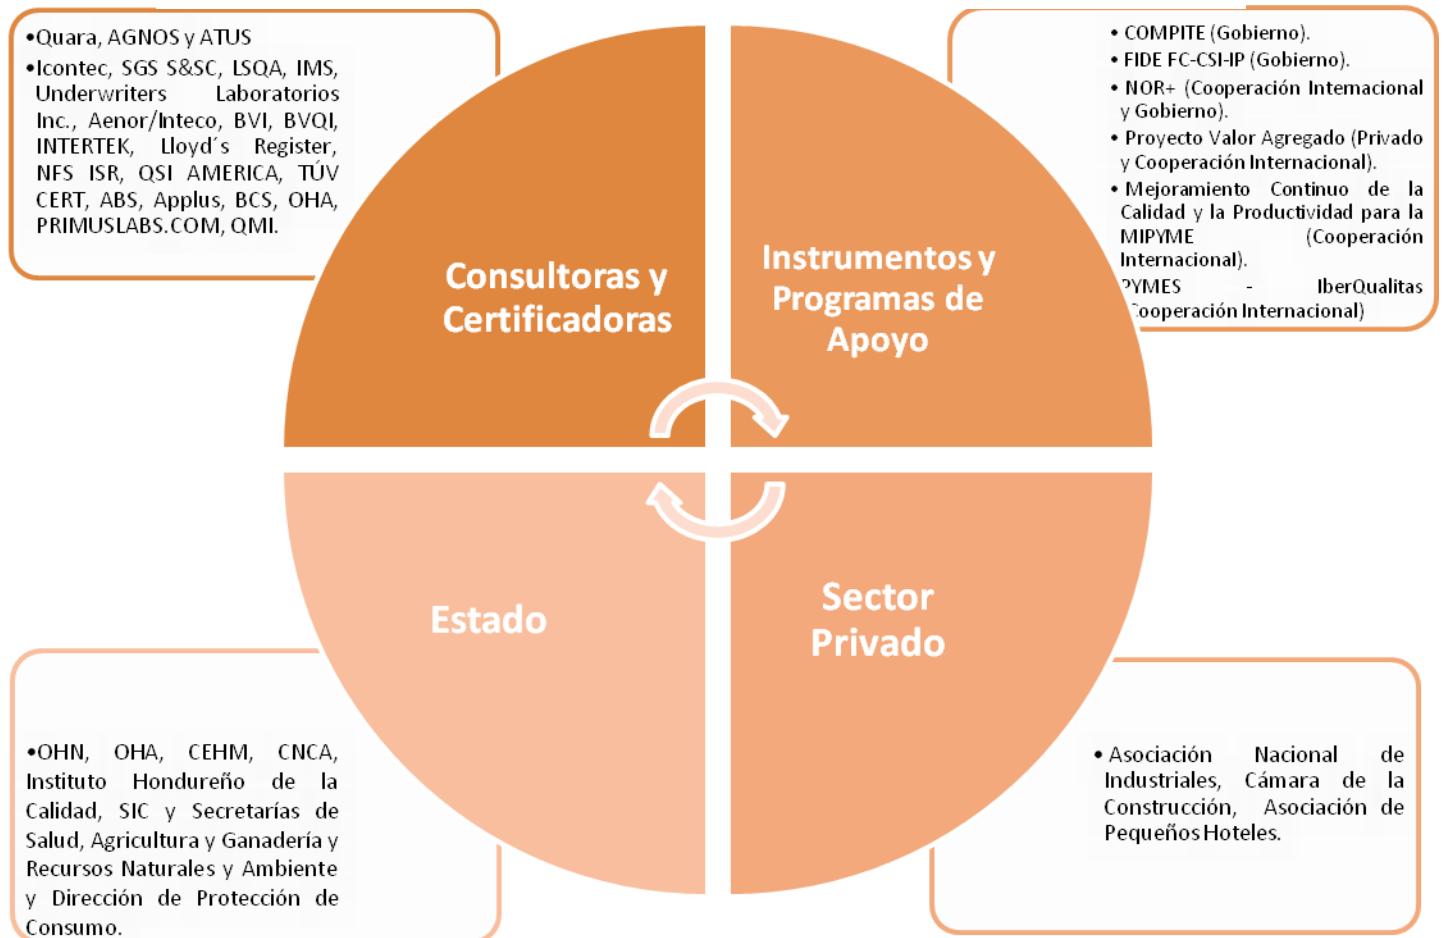 •Quara, AGNOS y ATUS
•Icontec, SGS S&SC, LSQA, IMS,
Underwriters Laboratorios
Inc., Aenor/Inteco, BVI, BVQI,
INTERTEK, Lloyd´s Register,
NFS ISR, QSI AMERICA, TÚV
CERT, ABS, Applus, BCS, OHA,
PRIMUSLABS.COM, QMI.
• COMPITE (Gobierno).
• FIDE FC-CSI-IP (Gobierno).
• NOR+ (Cooperación Internacional
y Gobierno).
• Proyecto Valor Agregado (Privado
y Cooperación Internacional).
• Mejoramiento Continuo de la
Calidad y la Productividad para la
MIPYME (Cooperación
Internacional).
PYMES - IberQualitas
Cooperación Internacional)
Consultoras y
Certificadoras
Instrumentos y
Programas de
Apoyo
Estado
Sector
Privado
•OHN, OHA, CEHM, CNCA,
Instituto Hondureño de la
Calidad, SIC y Secretarías de
Salud, Agricultura y Ganadería y
Recursos Naturales y Ambiente
y Dirección de Protección de
Consumo.
• Asociación Nacional de
Industriales, Cámara de la
Construcción, Asociación de
Pequeños Hoteles.